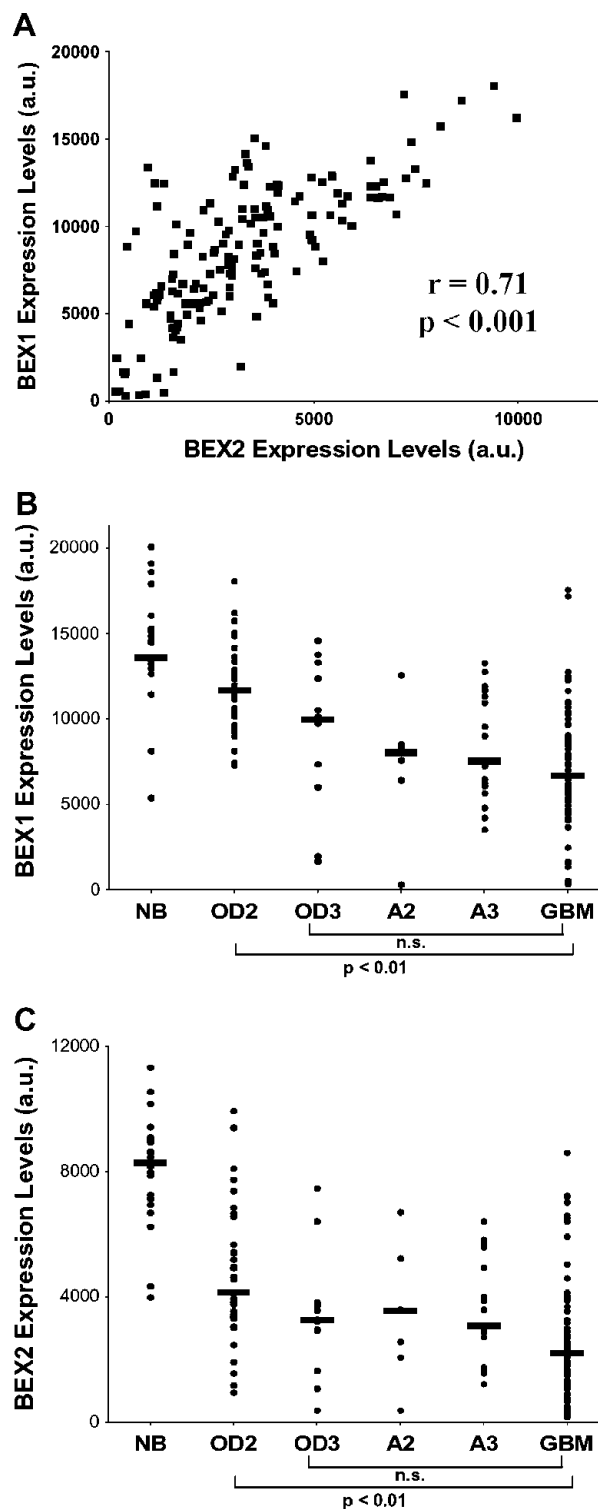 A
BEX1 Expression Levels (a.u.)
20000
15000
10000
5000
0
r = 0.71
p < 0.001
0 5000 10000
BEX2 Expression Levels (a.u.)
B
BEX1 Expression Levels (a.u.)
20000
15000
10000
5000
0
NB OD2 OD3 A2 A3 GBM
n.s.
p < 0.01
C
BEX2 Expression Levels (a.u.)
12000
8000
4000
0
NB OD2 OD3 A2 A3 GBM
n.s.
p < 0.01